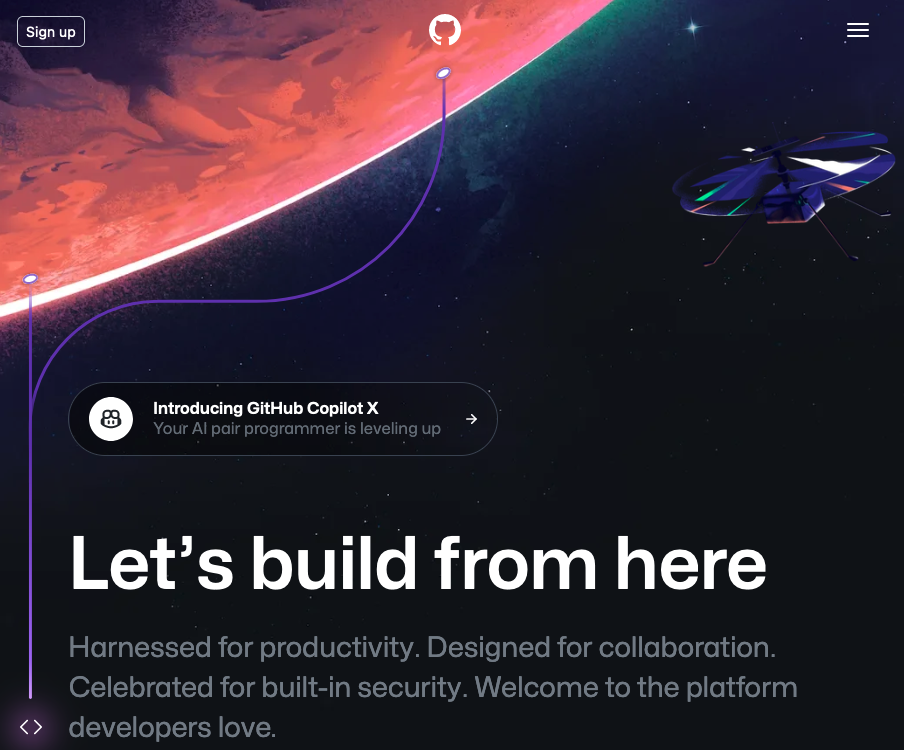 Sign up
Introducing GitHub Copilot X
Your AI pair programmer is leveling up
Let’s build from here
Harnessed for productivity. Designed for collaboration.
Celebrated for built-in security. Welcome to the platform
developers love.